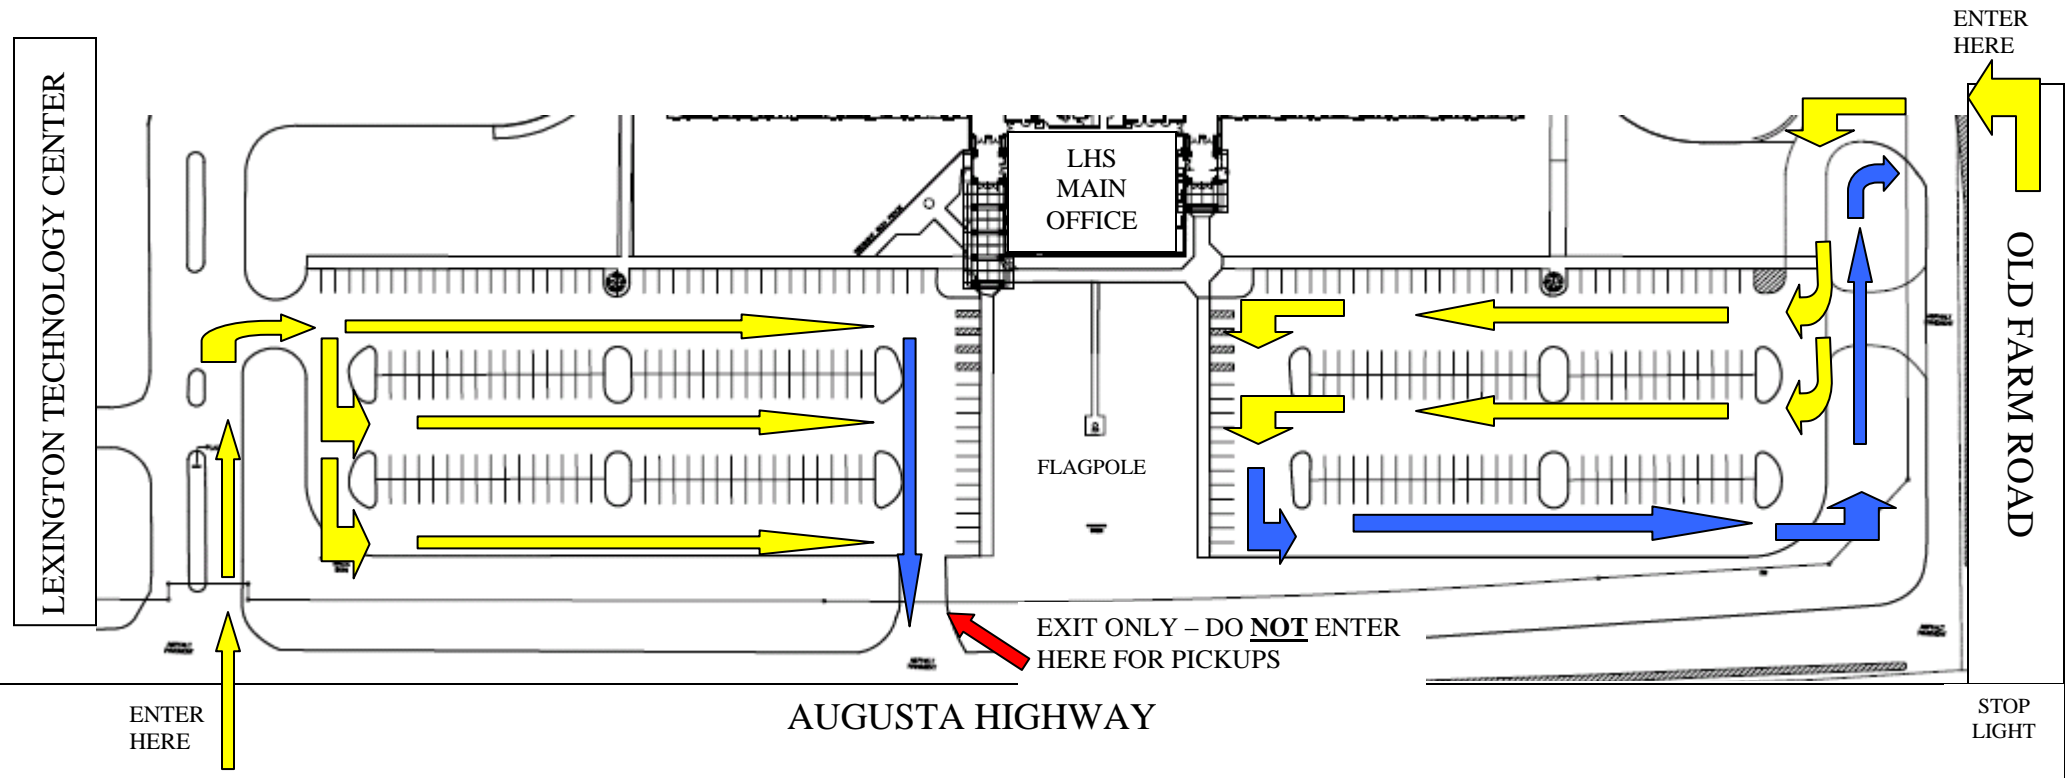 ENTER
HERE
LEXINGTON TECHNOLOGY CENTER
LHS
MAIN
OFFICE
OLD FARM ROAD
FLAGPOLE
EXIT ONLY – DO NOT ENTER
HERE FOR PICKUPS
ENTER
HERE
AUGUSTA HIGHWAY
STOP
LIGHT